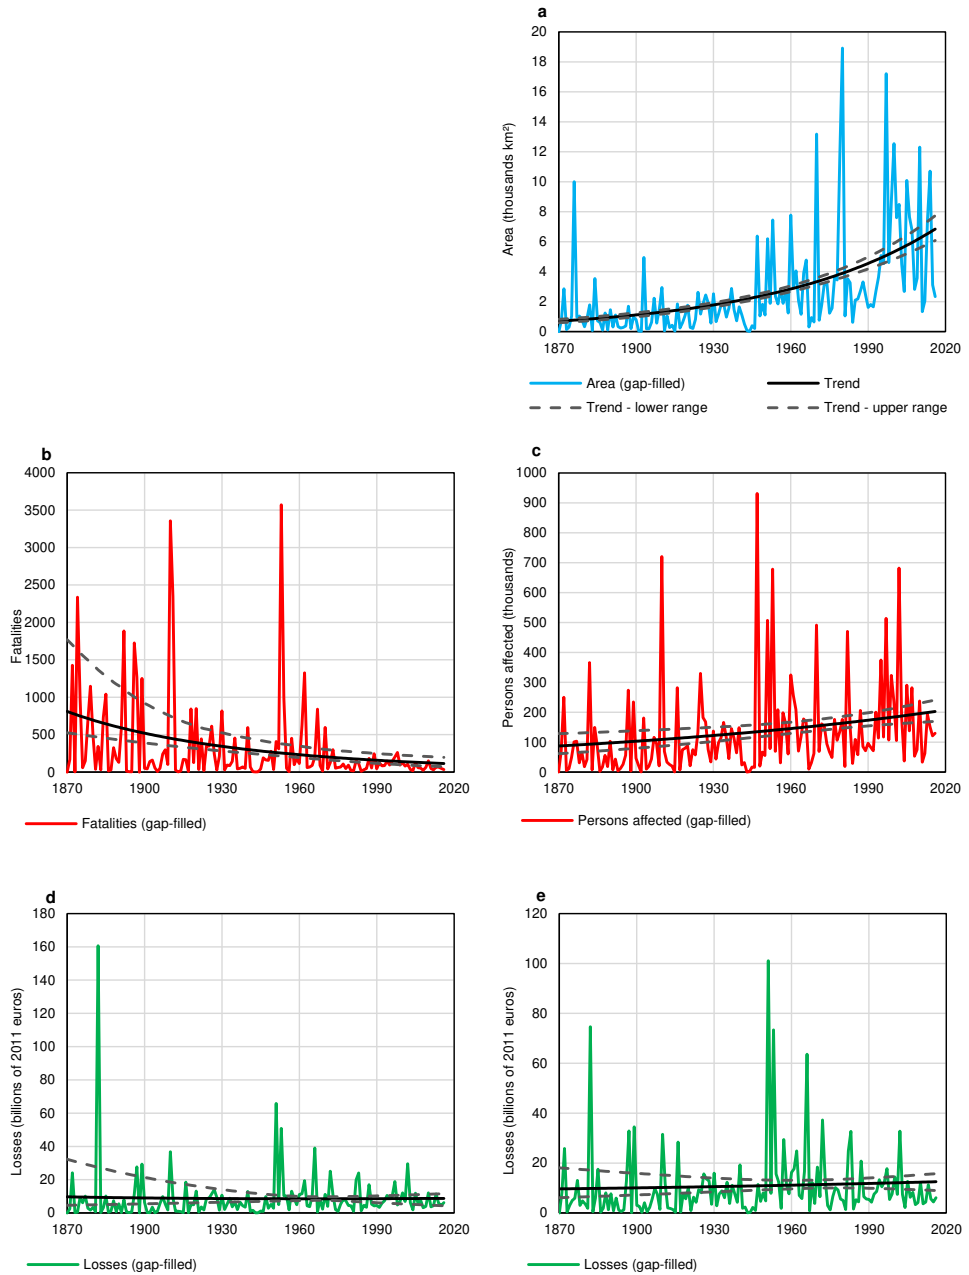 a
20
18
16
14
12
10
8
6
4
2
0
Area (thousands km²)
1870 1900 1930 1960 1990 2020
Area (gap-filled) Trend
Trend - lower range Trend - upper range
b
4000
3500
3000
2500
2000
1500
1000
500
0
Fatalities
1870 1900 1930 1960 1990 2020
Fatalities (gap-filled)
c
1000
900
800
700
600
500
400
300
200
100
0
Persons affected (thousands)
1870 1900 1930 1960 1990 2020
Persons affected (gap-filled)
d
180
160
140
120
100
80
60
40
20
0
Losses (billions of 2011 euros)
1870 1900 1930 1960 1990 2020
Losses (gap-filled)
e
120
100
80
60
40
20
0
Losses (billions of 2011 euros)
1870 1900 1930 1960 1990 2020
Losses (gap-filled)